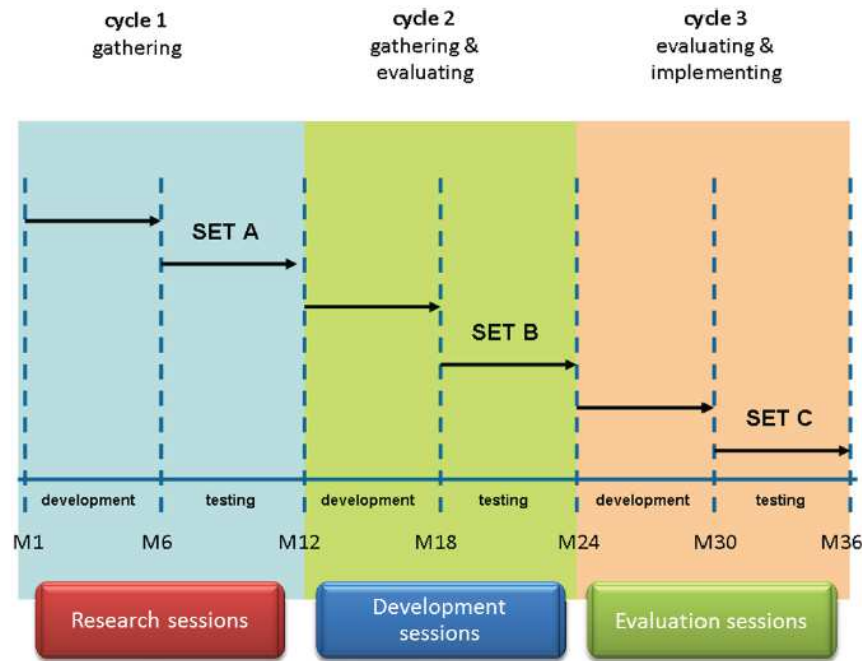 cycle 1
gathering
cycle 2
gathering &
evaluating
cycle 3
evaluating &
implementing
SET A
SET B
SET C
development
testing
development
testing
development
testing
M1
M6
M12
M18
M24
M30
M36
Research sessions
Development
sessions
Evaluation sessions